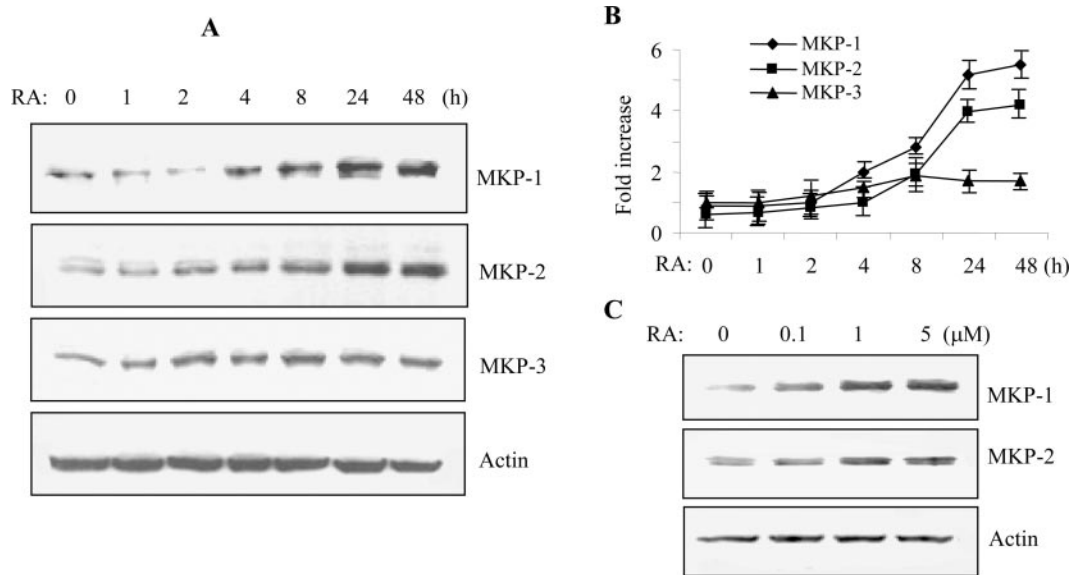 A
RA: 0 1 2 4 8 24 48 (h)
MKP-1
MKP-2
MKP-3
Actin
B
MKP-1
MKP-2
MKP-3
Fold increase
6
4
2
0
RA: 0 1 2 4 8 24 48 (h)
C
RA: 0 0.1 1 5 (μM)
MKP-1
MKP-2
Actin